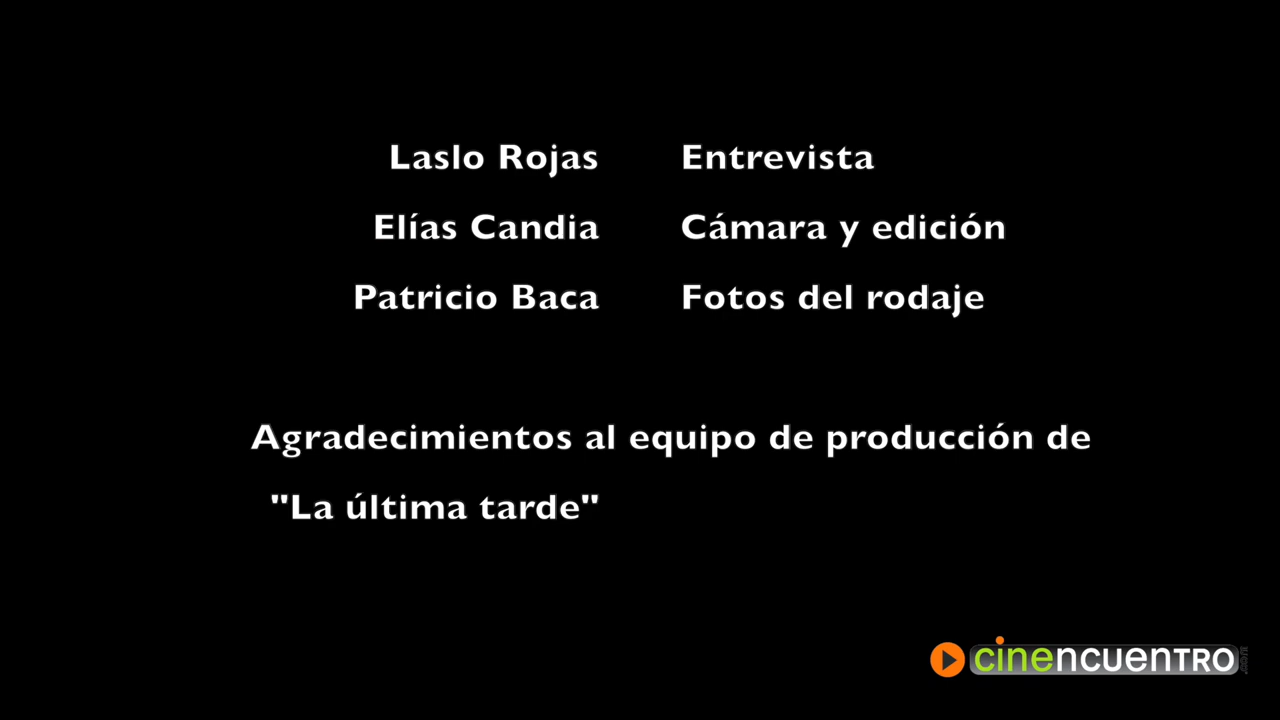 Laslo Rojas Entrevista
Elías Candia Cámara y edición
Patricio Baca Fotos del rodaje
Agradecimientos al equipo de producción de
"La última tarde"
cinencuentro